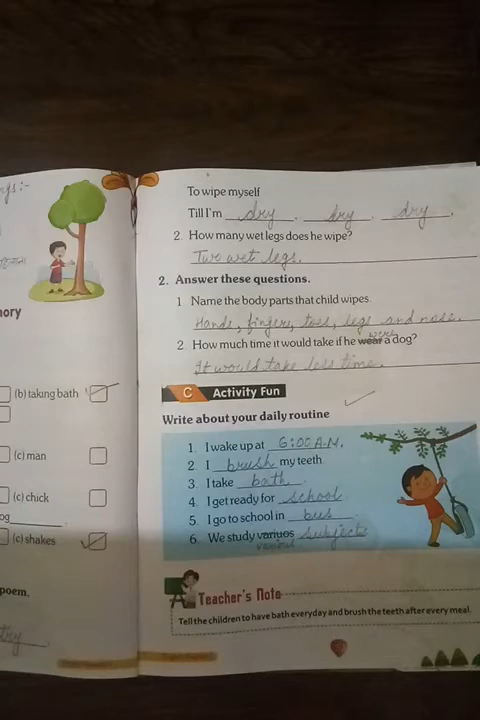 ngs:-
mory
(b) taking bath
(c) man
(c) chick
og
(c) shakes
poem.
try
To wipe myself
Till I'm dry. dry. dry.
2. How many wet legs does he wipe?
Two wet legs.
2. Answer these questions.
1 Name the body parts that child wipes.
Hands, fingers, toes, legs and nose.
2 How much time it would take if he wear were a dog?
It would take less time.
C Activity Fun
Write about your daily routine
1. I wake up at 6:00 A.M.
2. I brush my teeth
3. I take bath.
4. I get ready for school.
5. I go to school in bus.
6. We study variuos subjects
various
Teacher's Note
Tell the children to have bath everyday and brush the teeth after every meal.